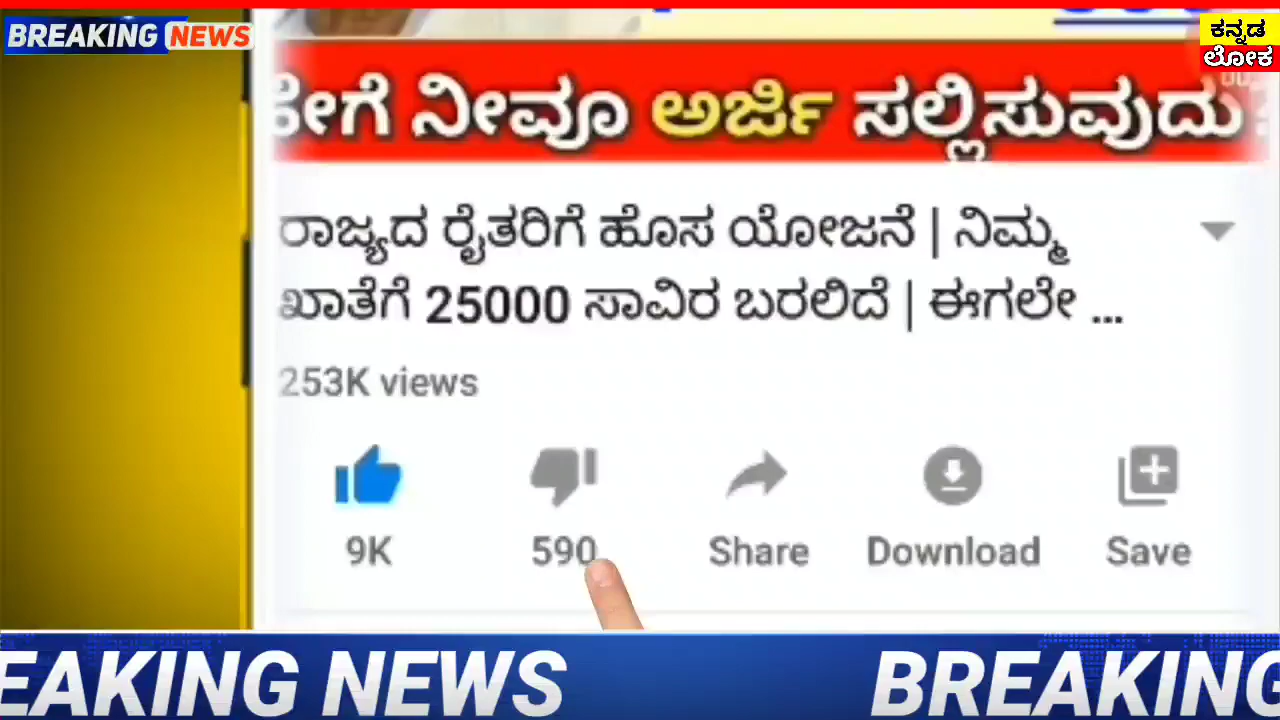 BREAKING NEWS
ಕನ್ನಡ
ಲೋಕ
ಹೇಗೆ ನೀವೂ ಅರ್ಜಿ ಸಲ್ಲಿಸುವುದು
ರಾಜ್ಯದ ರೈತರಿಗೆ ಹೊಸ ಯೋಜನೆ | ನಿಮ್ಮ
ಖಾತೆಗೆ 25000 ಸಾವಿರ ಬರಲಿದೆ | ಈಗಲೇ ...
253K views
9K 590 Share Download Save
EAKING NEWS BREAKING